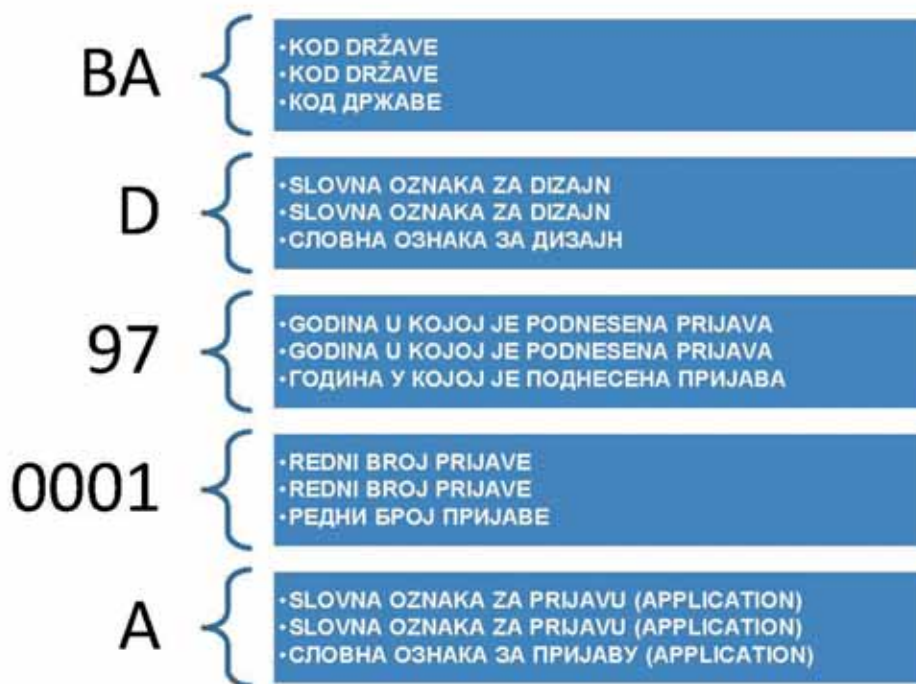 BA
•KOD DRŽAVE
•KOD DRŽAVE
•КОД ДРЖАВЕ
D
•SLOVNA OZNAKA ZA DIZAJN
•SLOVNA OZNAKA ZA DIZAJN
•СЛОВНА ОЗНАКА ЗА ДИЗАЈН
97
•GODINA U KOJOJ JE PODNESENA PRIJAVA
•GODINA U KOJOJ JE PODNESENA PRIJAVA
•ГОДИНА У КОЈОЈ ЈЕ ПОДНЕСЕНА ПРИЈАВА
0001
•REDNI BROJ PRIJAVE
•REDNI BROJ PRIJAVE
•РЕДНИ БРОЈ ПРИЈАВЕ
A
•SLOVNA OZNAKA ZA PRIJAVU (APPLICATION)
•SLOVNA OZNAKA ZA PRIJAVU (APPLICATION)
•СЛОВНА ОЗНАКА ЗА ПРИЈАВУ (APPLICATION)